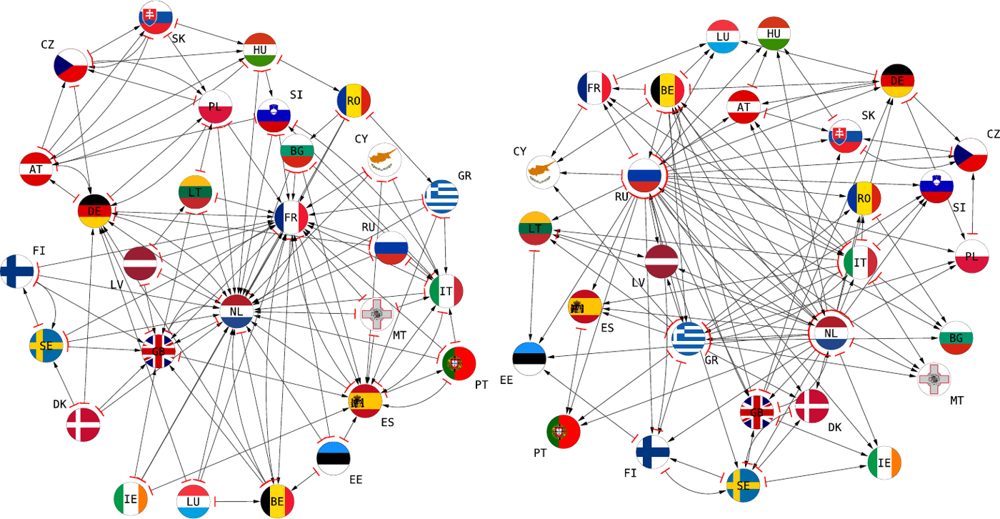 CZ
SK
HU
PL
SI
RO
BG
CY
AT
LT
DE
FR
GR
RU
FI
LV
IT
NL
MT
SE
GB
PT
DK
ES
EE
IE
LU
BE
LU
HU
FR
BE
DE
AT
SK
CZ
CY
RU
RO
SI
LT
LV
IT
PL
ES
NL
GR
BG
EE
MT
GB
DK
PT
FI
IE
SE